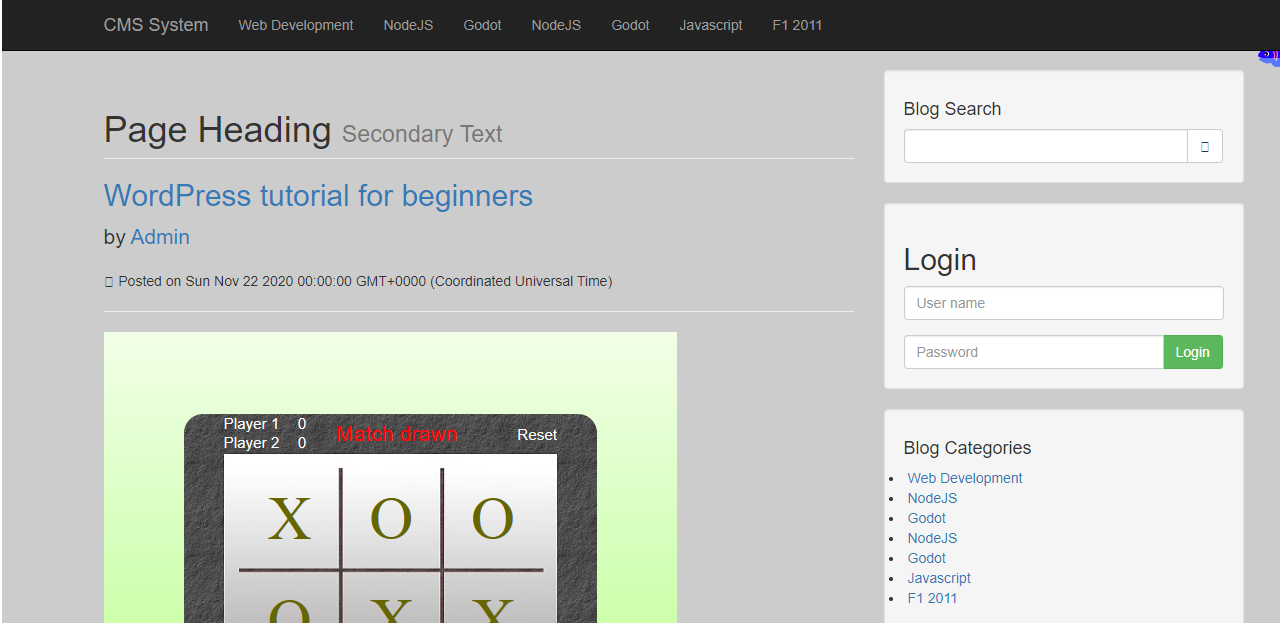 CMS System Web Development NodeJS Godot NodeJS Godot Javascript F1 2011
Page Heading Secondary Text
WordPress tutorial for beginners
by Admin
Posted on Sun Nov 22 2020 00:00:00 GMT+0000 (Coordinated Universal Time)
Player 1 0
Player 2 0
Match drawn
Reset
X O O
O X X
Blog Search
Login
User name
Password Login
Blog Categories
Web Development
NodeJS
Godot
NodeJS
Godot
Javascript
F1 2011